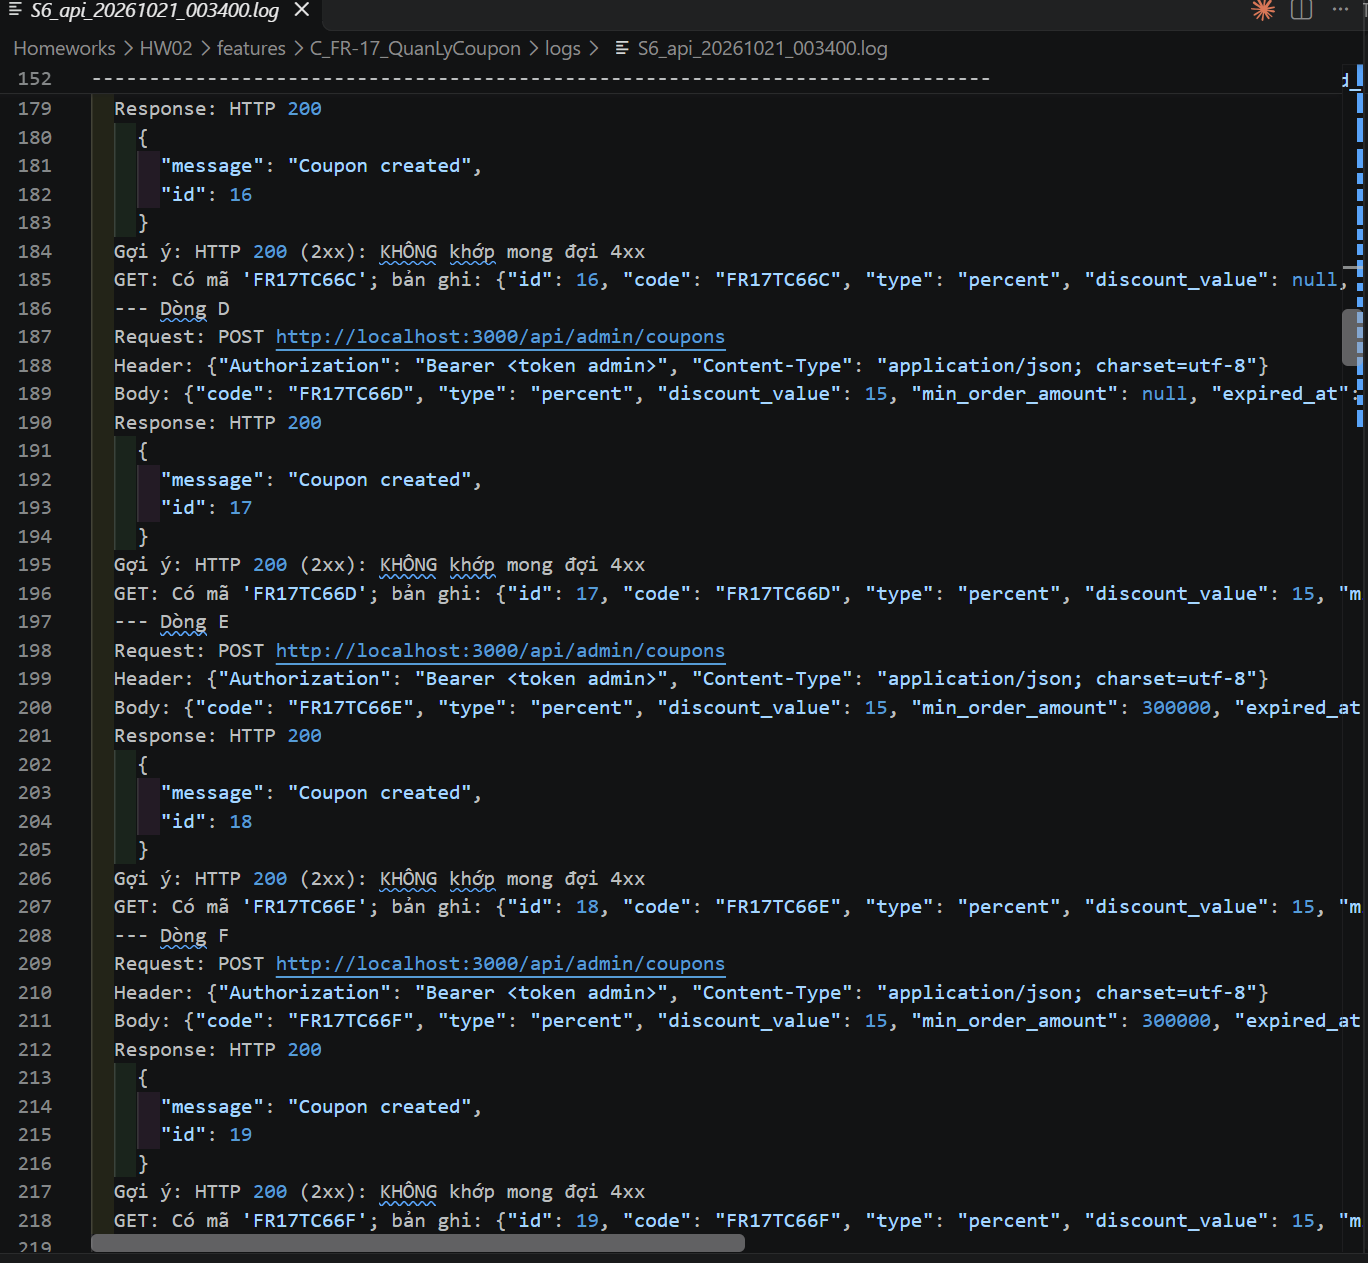 S6_api_20261021_003400.log
Homeworks > HW02 > features > C_FR-17_QuanLyCoupon > logs > S6_api_20261021_003400.log
152 ------------------------------------------------------------------------------
179 Response: HTTP 200
180 {
181 "message": "Coupon created",
182 "id": 16
183 }
184 Gợi ý: HTTP 200 (2xx): KHÔNG khớp mong đợi 4xx
185 GET: Có mã 'FR17TC66C'; bản ghi: {"id": 16, "code": "FR17TC66C", "type": "percent", "discount_value": null,
186 --- Dòng D
187 Request: POST http://localhost:3000/api/admin/coupons
188 Header: {"Authorization": "Bearer <token admin>", "Content-Type": "application/json; charset=utf-8"}
189 Body: {"code": "FR17TC66D", "type": "percent", "discount_value": 15, "min_order_amount": null, "expired_at":
190 Response: HTTP 200
191 {
192 "message": "Coupon created",
193 "id": 17
194 }
195 Gợi ý: HTTP 200 (2xx): KHÔNG khớp mong đợi 4xx
196 GET: Có mã 'FR17TC66D'; bản ghi: {"id": 17, "code": "FR17TC66D", "type": "percent", "discount_value": 15, "m
197 --- Dòng E
198 Request: POST http://localhost:3000/api/admin/coupons
199 Header: {"Authorization": "Bearer <token admin>", "Content-Type": "application/json; charset=utf-8"}
200 Body: {"code": "FR17TC66E", "type": "percent", "discount_value": 15, "min_order_amount": 300000, "expired_at
201 Response: HTTP 200
202 {
203 "message": "Coupon created",
204 "id": 18
205 }
206 Gợi ý: HTTP 200 (2xx): KHÔNG khớp mong đợi 4xx
207 GET: Có mã 'FR17TC66E'; bản ghi: {"id": 18, "code": "FR17TC66E", "type": "percent", "discount_value": 15, "m
208 --- Dòng F
209 Request: POST http://localhost:3000/api/admin/coupons
210 Header: {"Authorization": "Bearer <token admin>", "Content-Type": "application/json; charset=utf-8"}
211 Body: {"code": "FR17TC66F", "type": "percent", "discount_value": 15, "min_order_amount": 300000, "expired_at
212 Response: HTTP 200
213 {
214 "message": "Coupon created",
215 "id": 19
216 }
217 Gợi ý: HTTP 200 (2xx): KHÔNG khớp mong đợi 4xx
218 GET: Có mã 'FR17TC66F'; bản ghi: {"id": 19, "code": "FR17TC66F", "type": "percent", "discount_value": 15, "m
219